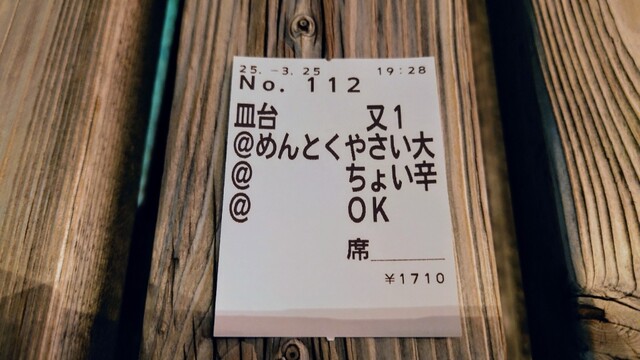 25. -3. 25 19:28
No. 112
皿台 又1
@めんとくやさい大
@ ちょい辛
@ OK
席
¥1710